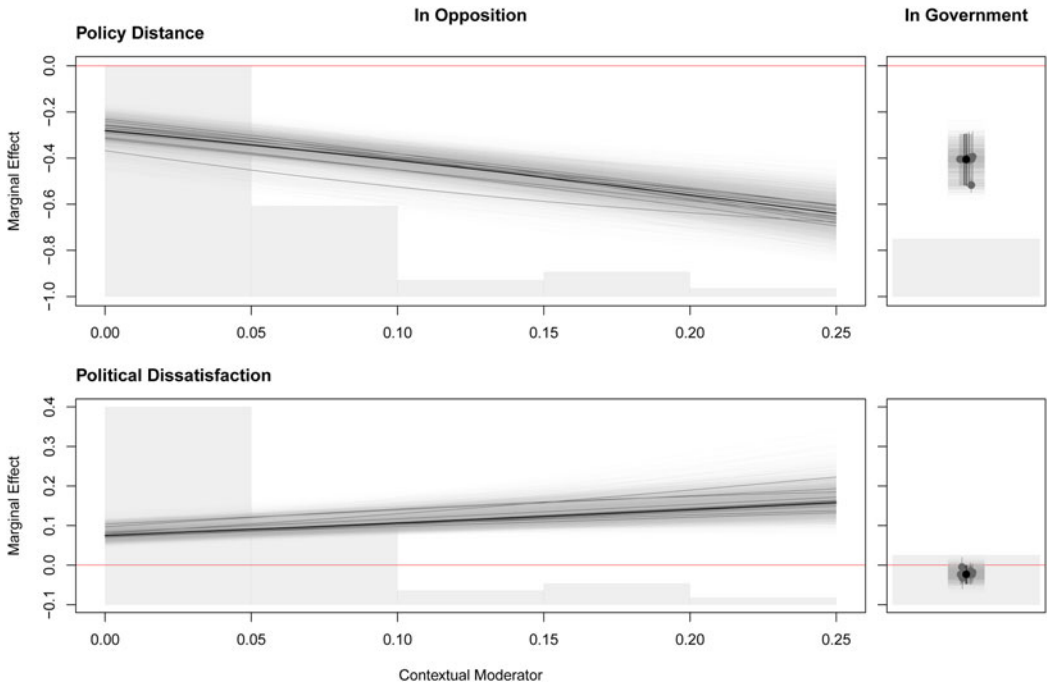 In Opposition
In Government
Policy Distance
Marginal Effect
0.0
−0.2
−0.4
−0.6
−0.8
−1.0
0.00 0.05 0.10 0.15 0.20 0.25
Political Dissatisfaction
Marginal Effect
0.4
0.3
0.2
0.1
0.0
−0.1
0.00 0.05 0.10 0.15 0.20 0.25
Contextual Moderator